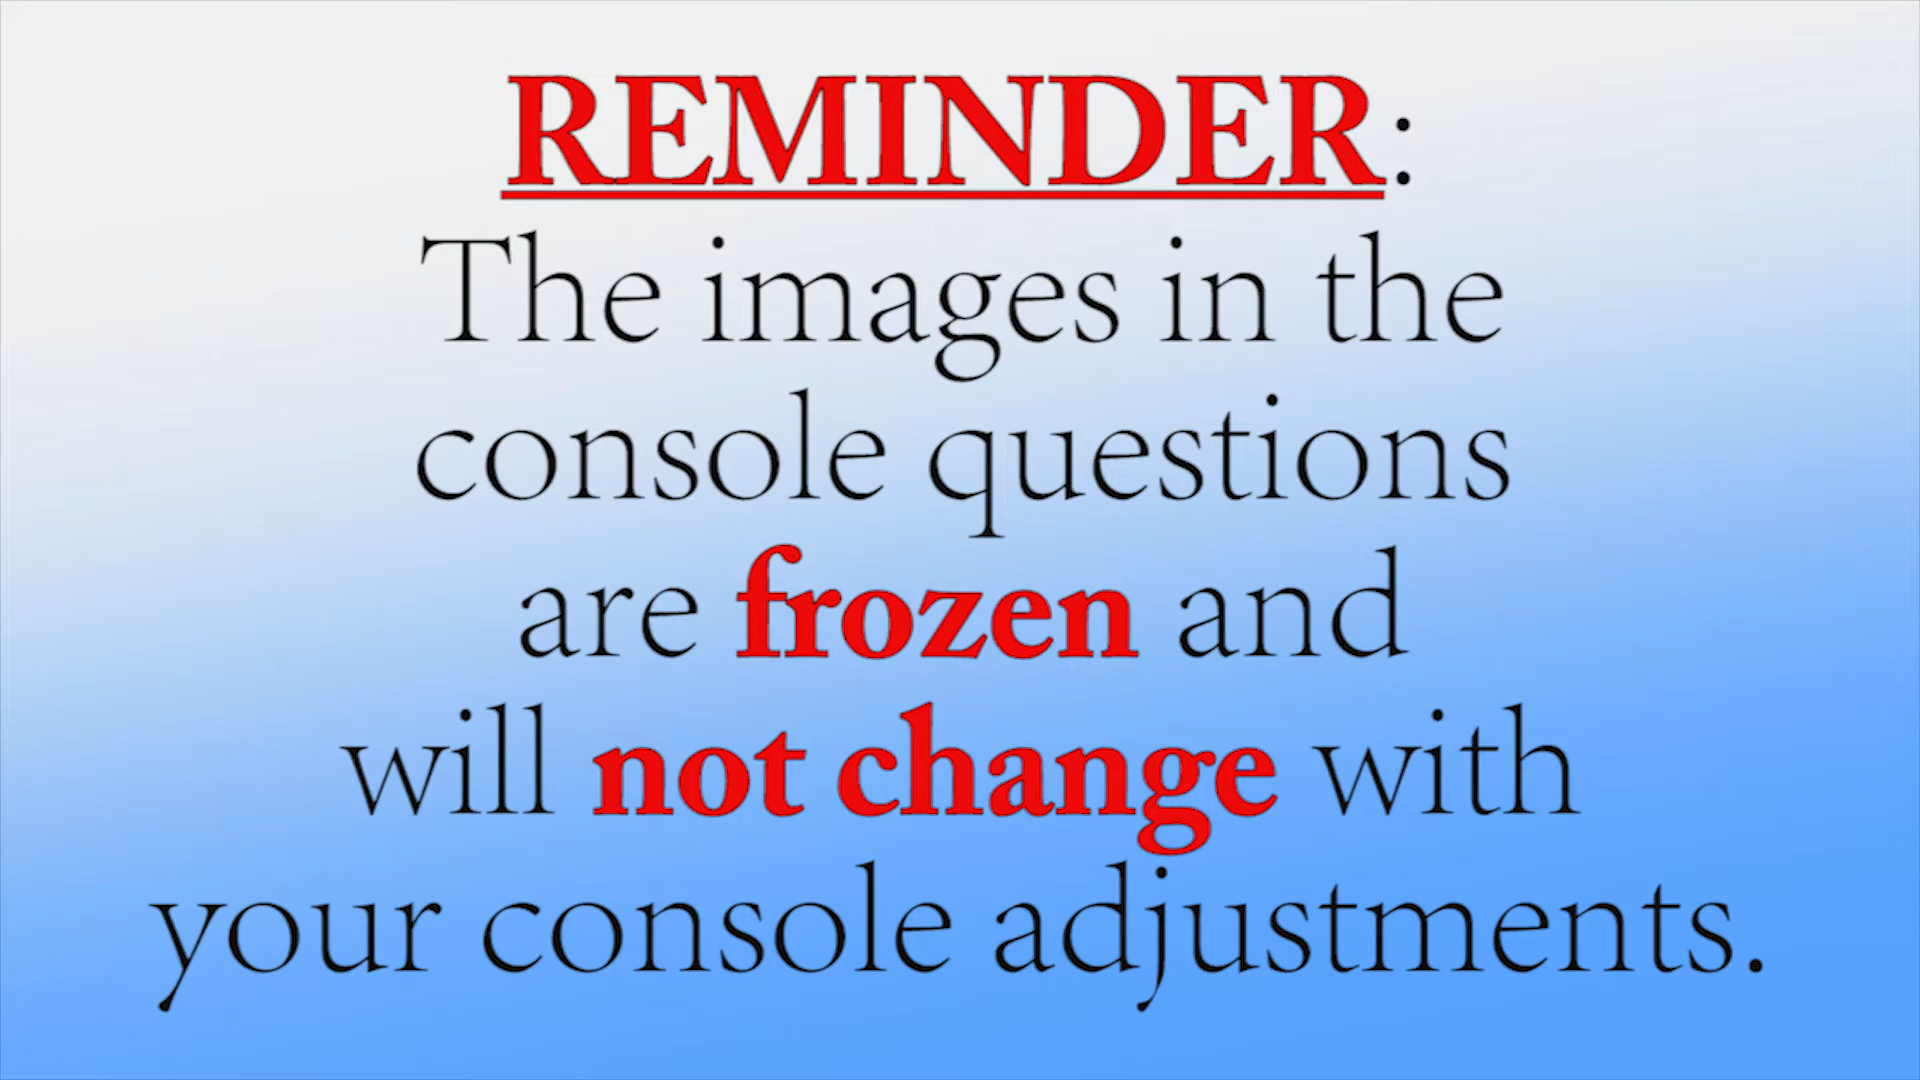 REMINDER:
The images in the
console questions
are frozen and
will not change with
your console adjustments.